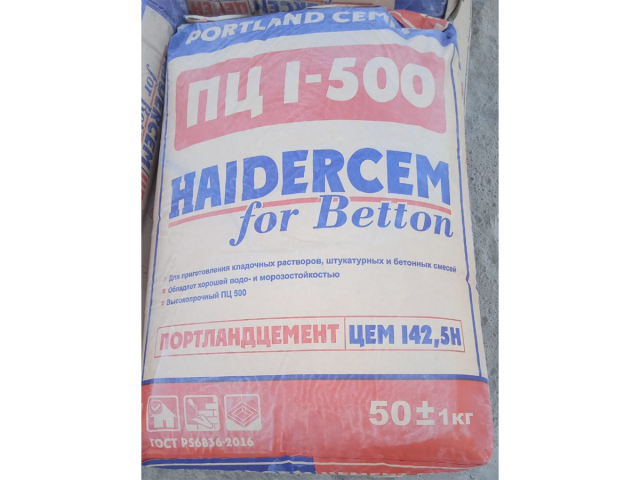 PORTLAND CEM
ПЦ I-500
HAIDERCEM
for Betton
Для приготовления кладочных растворов, штукатурных и бетонных смесей
Обладает хорошей водо- и морозостойкостью
Высокопрочный ПЦ 500
ПОРТЛАНДЦЕМЕНТ ЦЕМ I42,5Н
50±1кг
ГОСТ Р56836-2016